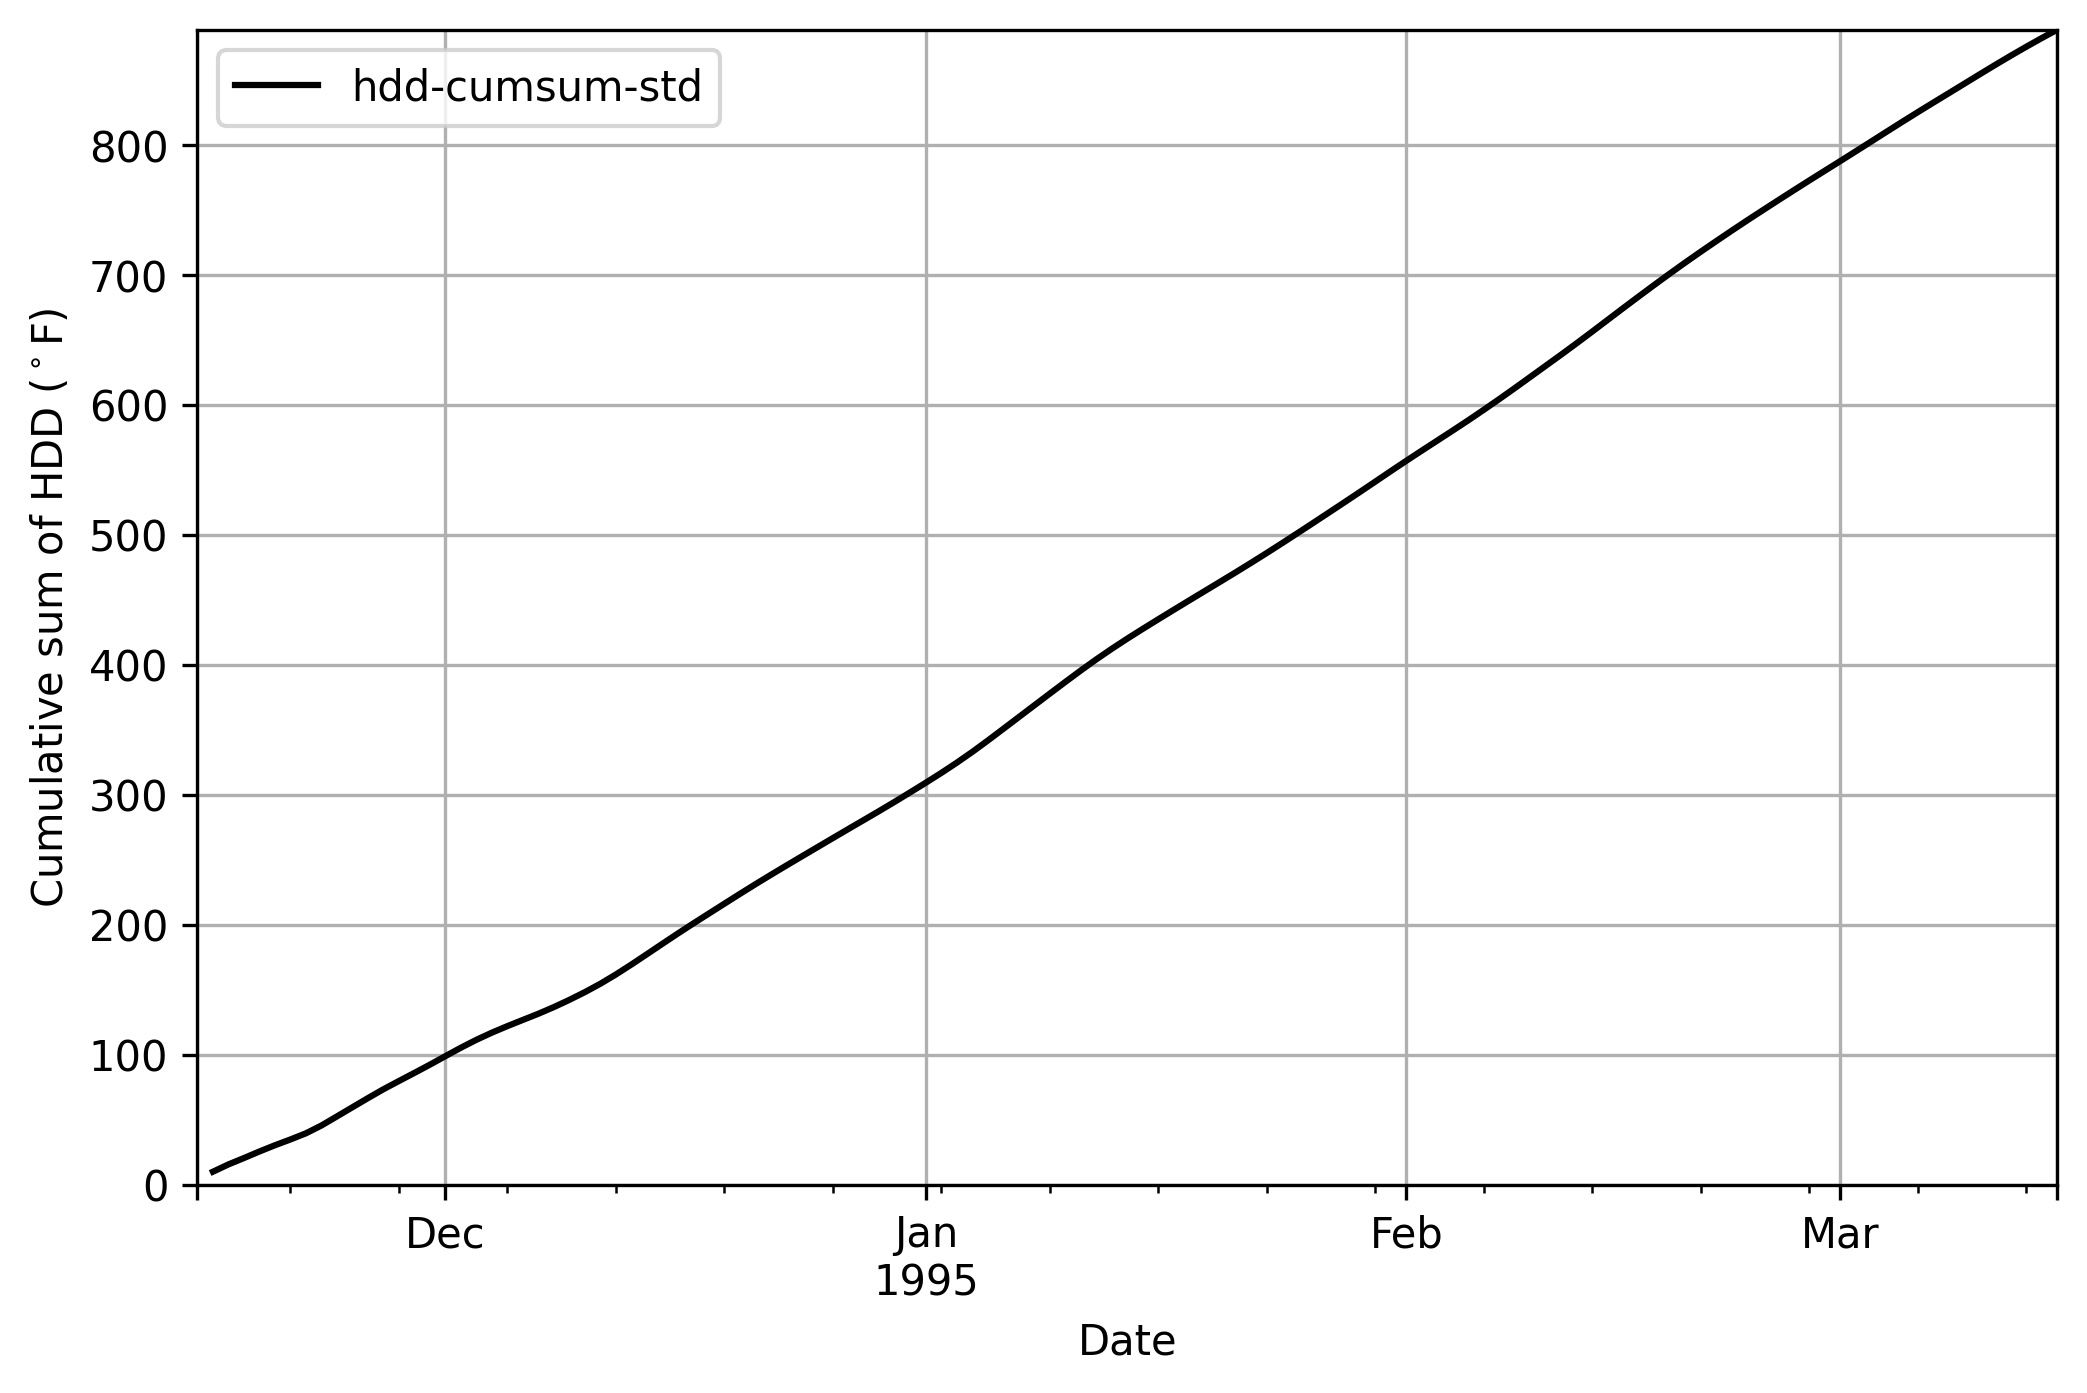 hdd-cumsum-std
800
700
600
500
400
300
200
100
0
Cumulative sum of HDD (°F)
Dec
Jan
1995
Feb
Mar
Date